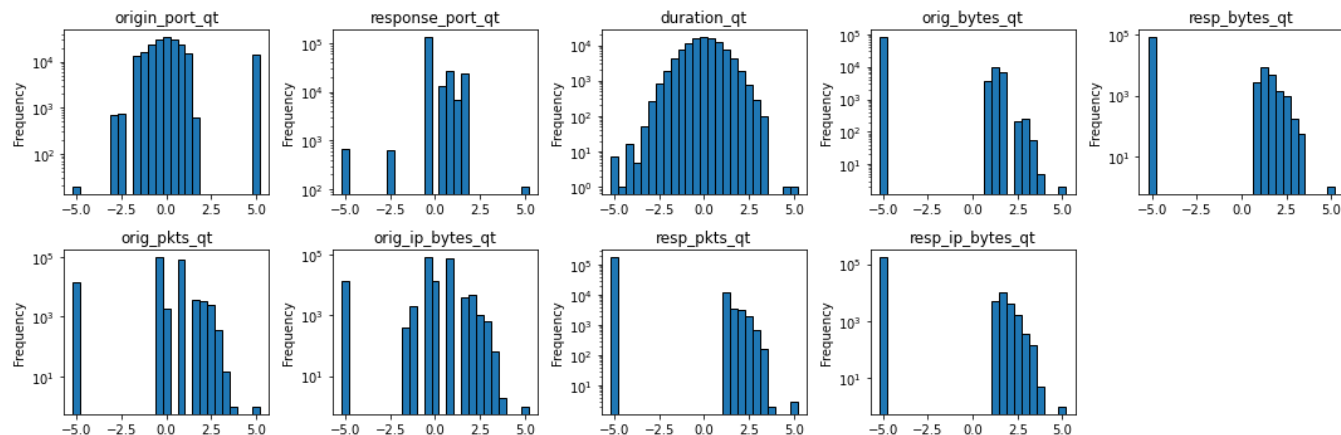 origin_port_qt
response_port_qt
duration_qt
orig_bytes_qt
resp_bytes_qt
Frequency
10^4
10^3
10^2
−5.0 −2.5 0.0 2.5 5.0
Frequency
10^5
10^4
10^3
10^2
−5.0 −2.5 0.0 2.5 5.0
Frequency
10^4
10^3
10^2
10^1
10^0
−5.0 −2.5 0.0 2.5 5.0
Frequency
10^5
10^4
10^3
10^2
10^1
−5.0 −2.5 0.0 2.5 5.0
Frequency
10^5
10^3
10^1
−5.0 −2.5 0.0 2.5 5.0
orig_pkts_qt
orig_ip_bytes_qt
resp_pkts_qt
resp_ip_bytes_qt
Frequency
10^5
10^3
10^1
−5.0 −2.5 0.0 2.5 5.0
Frequency
10^5
10^3
10^1
−5.0 −2.5 0.0 2.5 5.0
Frequency
10^5
10^3
10^1
−5.0 −2.5 0.0 2.5 5.0
Frequency
10^5
10^3
10^1
−5.0 −2.5 0.0 2.5 5.0